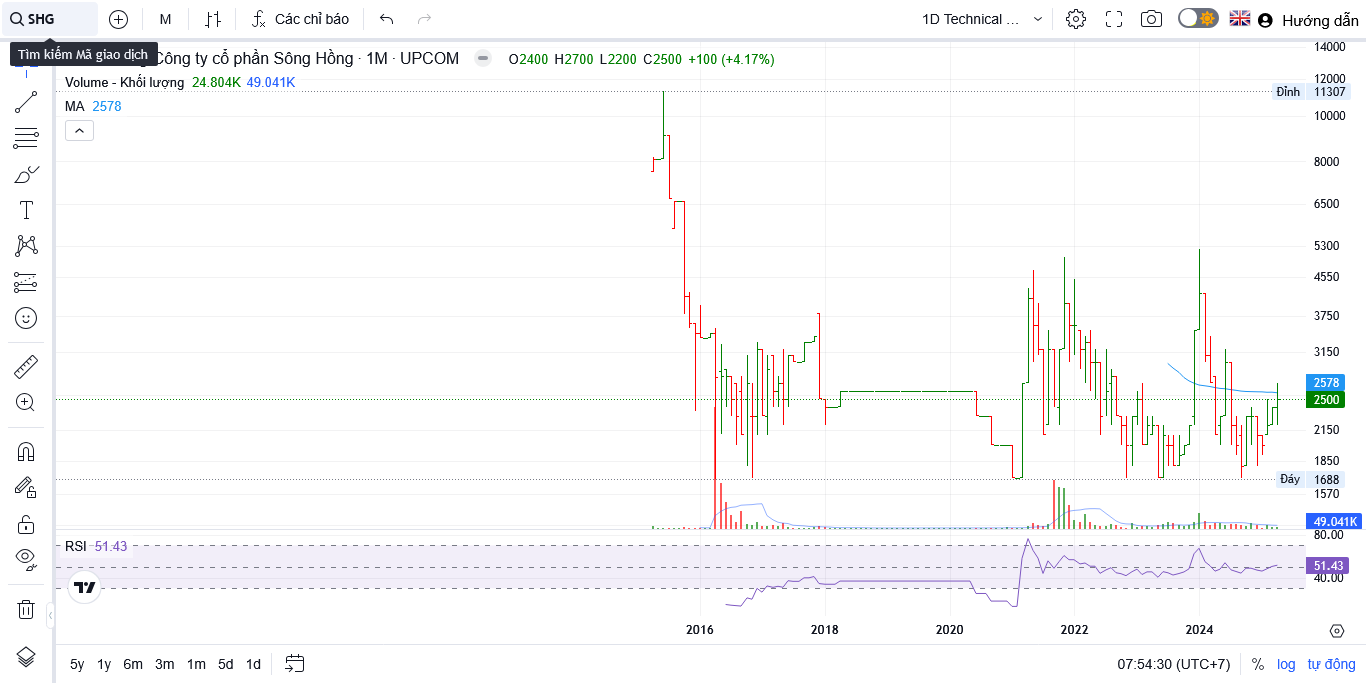 SHG
M
Các chỉ báo
1D Technical ...
Hướng dẫn
Tìm kiếm Mã giao dịch
Công ty cổ phần Sông Hồng · 1M · UPCOM
O2400 H2700 L2200 C2500 +100 (+4.17%)
Volume - Khối lượng 24.804K 49.041K
MA 2578
14000
12000
Đỉnh 11307
10000
8000
6500
5300
4550
3750
3150
2578
2500
2150
1850
Đáy 1688
1570
49.041K
80.00
RSI 51.43
51.43
40.00
2016 2018 2020 2022 2024
5y 1y 6m 3m 1m 5d 1d
07:54:30 (UTC+7) % log tự động